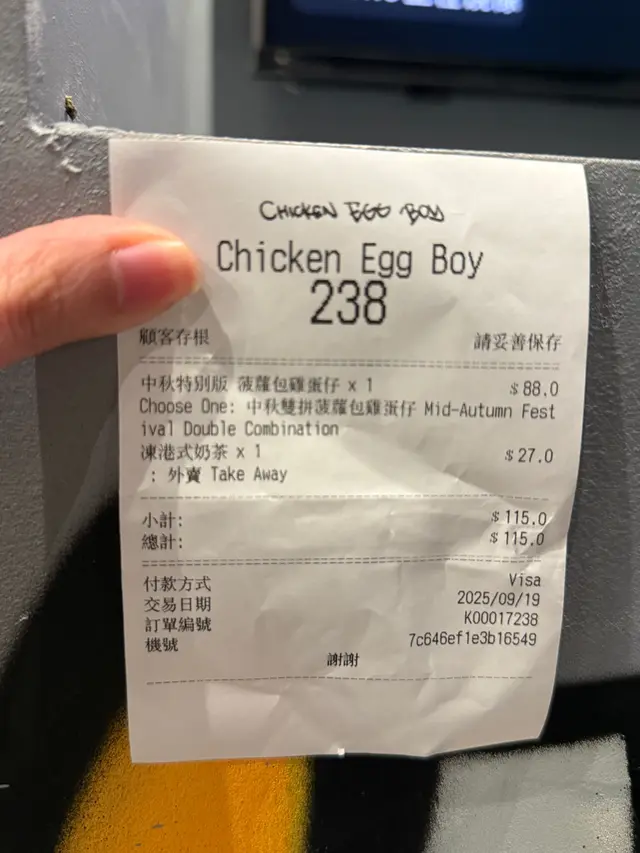 CHICKEN EGG BOY
Chicken Egg Boy
238
顧客存根 請妥善保存
中秋特別版 菠蘿包雞蛋仔 x 1 $88.0
Choose One: 中秋雙拼菠蘿包雞蛋仔 Mid-Autumn Fest
ival Double Combination
凍港式奶茶 x 1 $27.0
: 外賣 Take Away
小計: $115.0
總計: $115.0
付款方式 Visa
交易日期 2025/09/19
訂單編號 K00017238
機號 7c646ef1e3b16549
謝謝